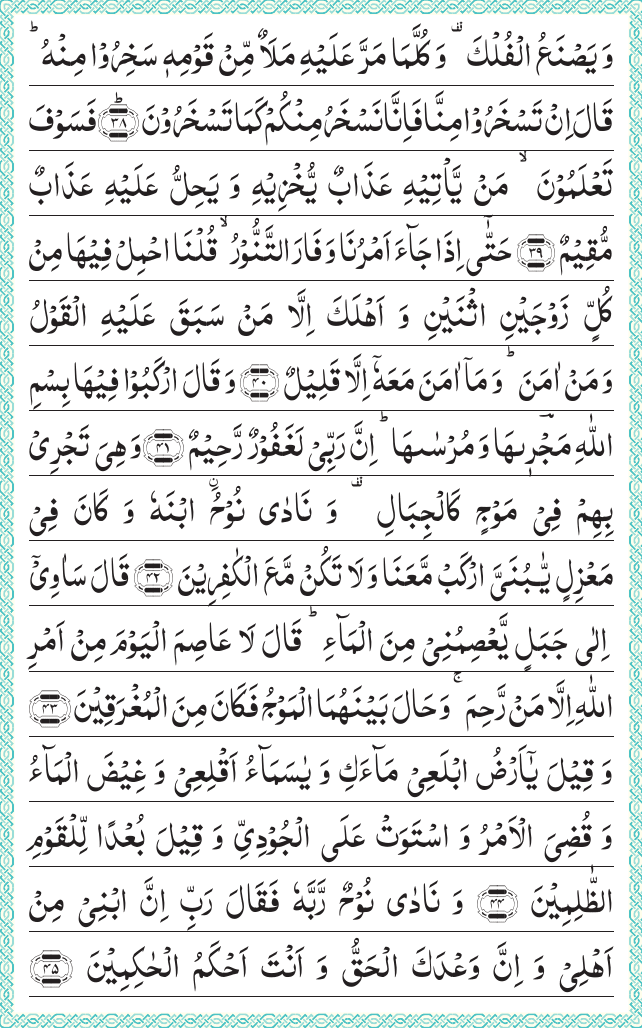 وَ یَصْنَعُ الْفُلْكَ ۫ وَ كُلَّمَا مَرَّ عَلَیْهِ مَلَاٌ مِّنْ قَوْمِهٖ سَخِرُوْا مِنْهُ ؕ
قَالَ اِنْ تَسْخَرُوْا مِنَّا فَاِنَّا نَسْخَرُ مِنْكُمْ كَمَا تَسْخَرُوْنَ ؕ﴿۳۸﴾ فَسَوْفَ
تَعْلَمُوْنَ ۙ مَنْ یَّاْتِیْهِ عَذَابٌ یُّخْزِیْهِ وَ یَحِلُّ عَلَیْهِ عَذَابٌ
مُّقِیْمٌ ﴿۳۹﴾ حَتّٰۤی اِذَا جَآءَ اَمْرُنَا وَ فَارَ التَّنُّوْرُ ۙ قُلْنَا احْمِلْ فِیْهَا مِنْ
كُلٍّ زَوْجَیْنِ اثْنَیْنِ وَ اَهْلَكَ اِلَّا مَنْ سَبَقَ عَلَیْهِ الْقَوْلُ
وَ مَنْ اٰمَنَ ؕ وَ مَاۤ اٰمَنَ مَعَهٗۤ اِلَّا قَلِیْلٌ ﴿۴۰﴾ وَ قَالَ ارْكَبُوْا فِیْهَا بِسْمِ
اللّٰهِ مَجْرٖىهَا وَ مُرْسٰىهَا ؕ اِنَّ رَبِّیْ لَغَفُوْرٌ رَّحِیْمٌ ﴿۴۱﴾ وَ هِیَ تَجْرِیْ
بِهِمْ فِیْ مَوْجٍ كَالْجِبَالِ ۫ وَ نَادٰی نُوْحُ ۣابْنَهٗ وَ كَانَ فِیْ
مَعْزِلٍ یّٰبُنَیَّ ارْكَبْ مَّعَنَا وَ لَا تَكُنْ مَّعَ الْكٰفِرِیْنَ ﴿۴۲﴾ قَالَ سَاٰوِیْۤ
اِلٰی جَبَلٍ یَّعْصِمُنِیْ مِنَ الْمَآءِ ؕ قَالَ لَا عَاصِمَ الْیَوْمَ مِنْ اَمْرِ
اللّٰهِ اِلَّا مَنْ رَّحِمَ ۚ وَ حَالَ بَیْنَهُمَا الْمَوْجُ فَكَانَ مِنَ الْمُغْرَقِیْنَ ﴿۴۳﴾
وَ قِیْلَ یٰۤاَرْضُ ابْلَعِیْ مَآءَكِ وَ یٰسَمَآءُ اَقْلِعِیْ وَ غِیْضَ الْمَآءُ
وَ قُضِیَ الْاَمْرُ وَ اسْتَوَتْ عَلَی الْجُوْدِیِّ وَ قِیْلَ بُعْدًا لِّلْقَوْمِ
الظّٰلِمِیْنَ ﴿۴۴﴾ وَ نَادٰی نُوْحٌ رَّبَّهٗ فَقَالَ رَبِّ اِنَّ ابْنِیْ مِنْ
اَهْلِیْ وَ اِنَّ وَعْدَكَ الْحَقُّ وَ اَنْتَ اَحْكَمُ الْحٰكِمِیْنَ ﴿۴۵﴾